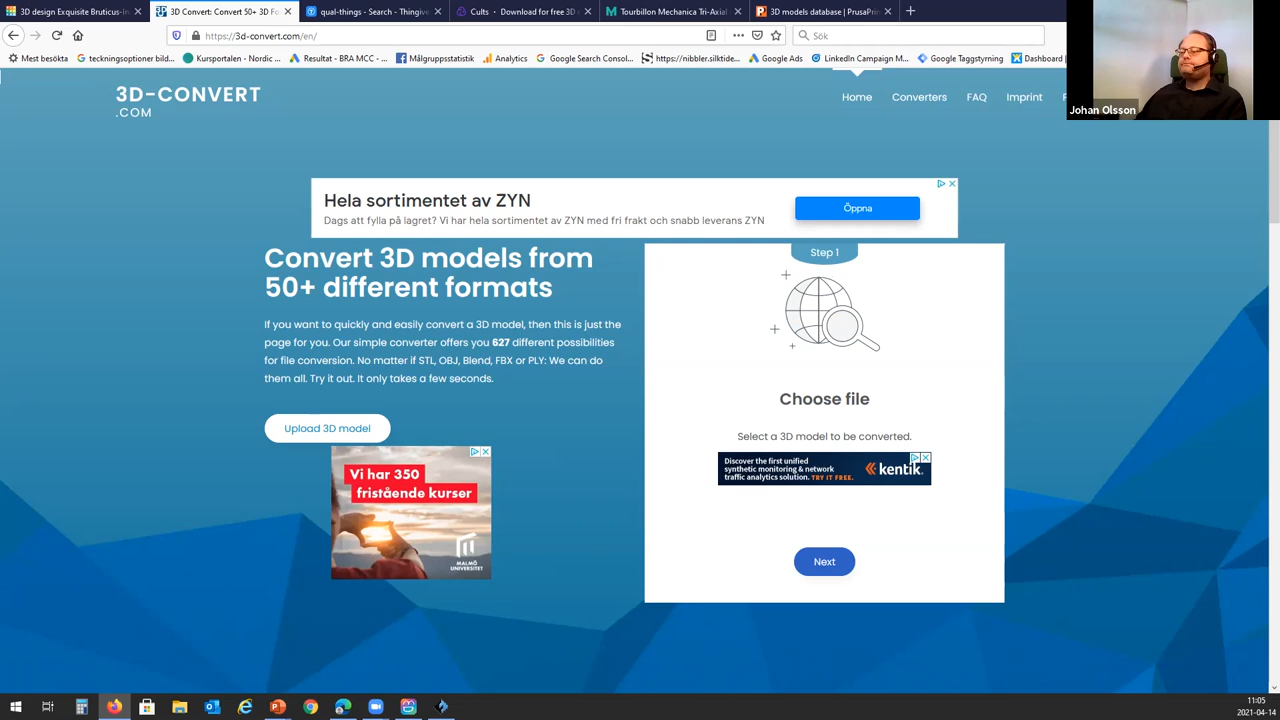 3D design Exquisite Bruticus-In
3D Convert: Convert 50+ 3D Fo
qual-things - Search - Thingive
Cults · Download for free 3D
Tourbillon Mechanica Tri-Axial
3D models database | PrusaPrin
https://3d-convert.com/en/
Sök
Mest besökta
teckningsoptioner bild...
Kursportalen - Nordic ...
Resultat - BRA MCC - ...
Målgruppsstatistik
Analytics
Google Search Consol...
https://nibbler.silktide...
Google Ads
LinkedIn Campaign M...
Google Taggstyrning
Dashboard |
Johan Olsson
3D-CONVERT
.COM
Home
Converters
FAQ
Imprint
Hela sortimentet av ZYN
Dags att fylla på lagret? Vi har hela sortimentet av ZYN med fri frakt och snabb leverans ZYN
Öppna
Convert 3D models from
50+ different formats
If you want to quickly and easily convert a 3D model, then this is just the
page for you. Our simple converter offers you 627 different possibilities
for file conversion. No matter if STL, OBJ, Blend, FBX or PLY: We can do
them all. Try it out. It only takes a few seconds.
Upload 3D model
Vi har 350
fristående kurser
MALMÖ
UNIVERSITET
Step 1
Choose file
Select a 3D model to be converted.
Discover the first unified
synthetic monitoring & network
traffic analytics solution. TRY IT FREE.
kentik.
Next
11:05
2021-04-14